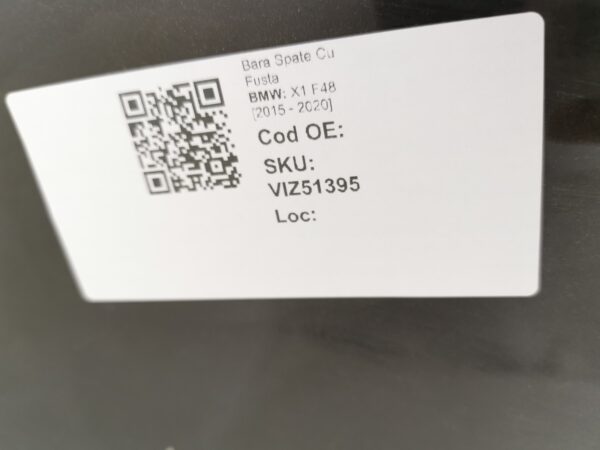 Bara Spate Cu
Fusta
BMW: X1 F48
[2015 - 2020]
Cod OE:
SKU:
VIZ51395
Loc: